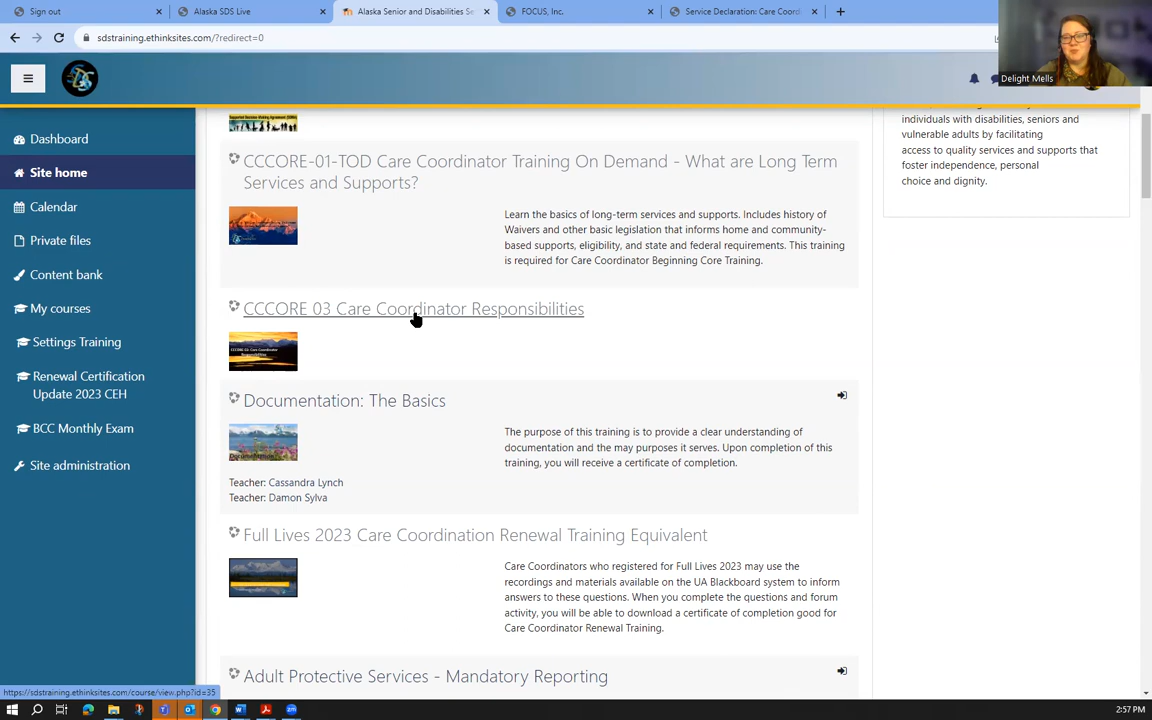 Sign out
Alaska SDS Live
Alaska Senior and Disabilities Se
FOCUS, Inc.
Service Declaration: Care Coord
sdstraining.ethinksites.com/?redirect=0
Delight Mells
Dashboard
Site home
Calendar
Private files
Content bank
My courses
Settings Training
Renewal Certification
Update 2023 CEH
BCC Monthly Exam
Site administration
CCCORE-01-TOD Care Coordinator Training On Demand - What are Long Term
Services and Supports?
Learn the basics of long-term services and supports. Includes history of
Waivers and other basic legislation that informs home and community-
based supports, eligibility, and state and federal requirements. This training
is required for Care Coordinator Beginning Core Training.
CCCORE 03 Care Coordinator Responsibilities
CCCORE 03: Care Coordinator
Responsibilities
Documentation: The Basics
The purpose of this training is to provide a clear understanding of
documentation and the may purposes it serves. Upon completion of this
training, you will receive a certificate of completion.
Teacher: Cassandra Lynch
Teacher: Damon Sylva
Full Lives 2023 Care Coordination Renewal Training Equivalent
Care Coordinators who registered for Full Lives 2023 may use the
recordings and materials available on the UA Blackboard system to inform
answers to these questions. When you complete the questions and forum
activity, you will be able to download a certificate of completion good for
Care Coordinator Renewal Training.
Adult Protective Services - Mandatory Reporting
individuals with disabilities, seniors and
vulnerable adults by facilitating
access to quality services and supports that
foster independence, personal
choice and dignity.
https://sdstraining.ethinksites.com/course/view.php?id=35
2:57 PM